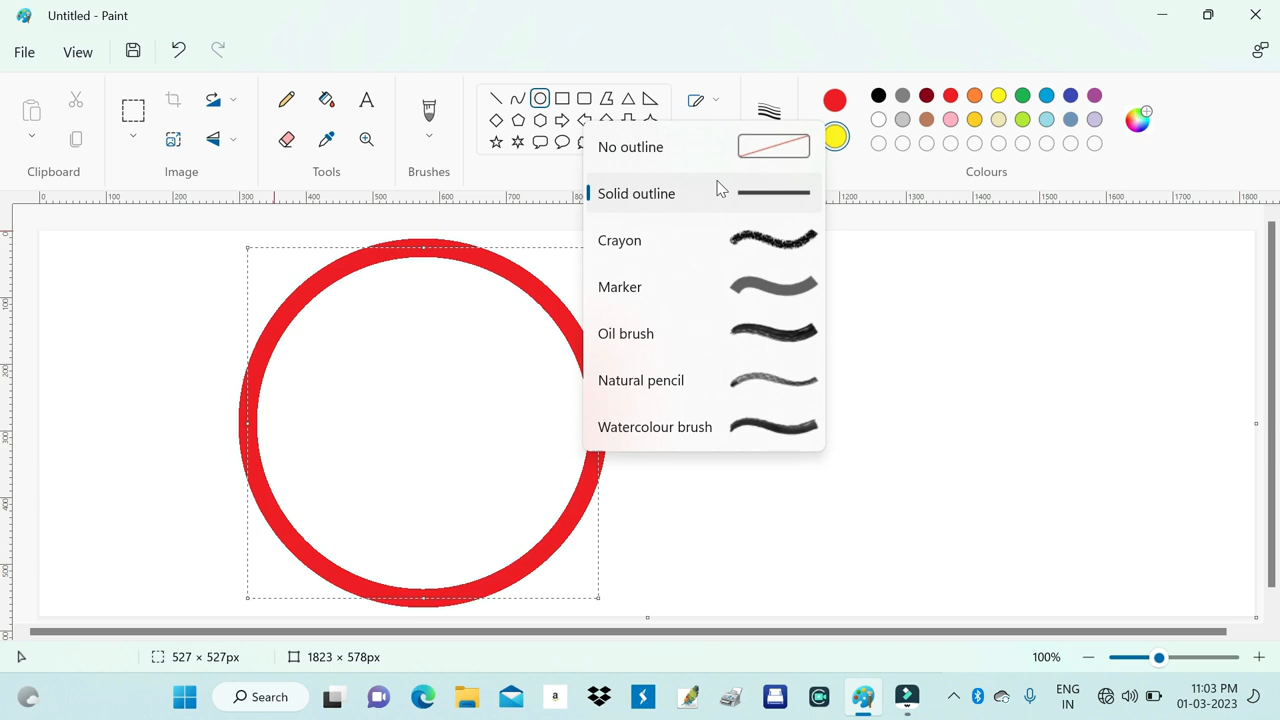 Untitled - Paint
File View
Clipboard
Image
Tools
Brushes
Colours
No outline
Solid outline
Crayon
Marker
Oil brush
Natural pencil
Watercolour brush
0 100 200 300 400 500 600 700 1200 1300 1400 1500 1600 1700 1800
527 × 527px
1823 × 578px
100%
Search
a
ENG
IN
11:03 PM
01-03-2023